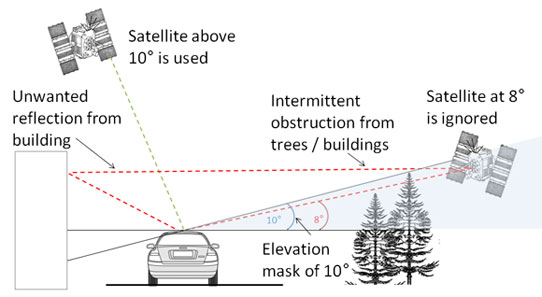 Satellite above
10° is used
Unwanted
reflection from
building
Intermittent
obstruction from
trees / buildings
Satellite at 8°
is ignored
10°
8°
Elevation
mask of 10°